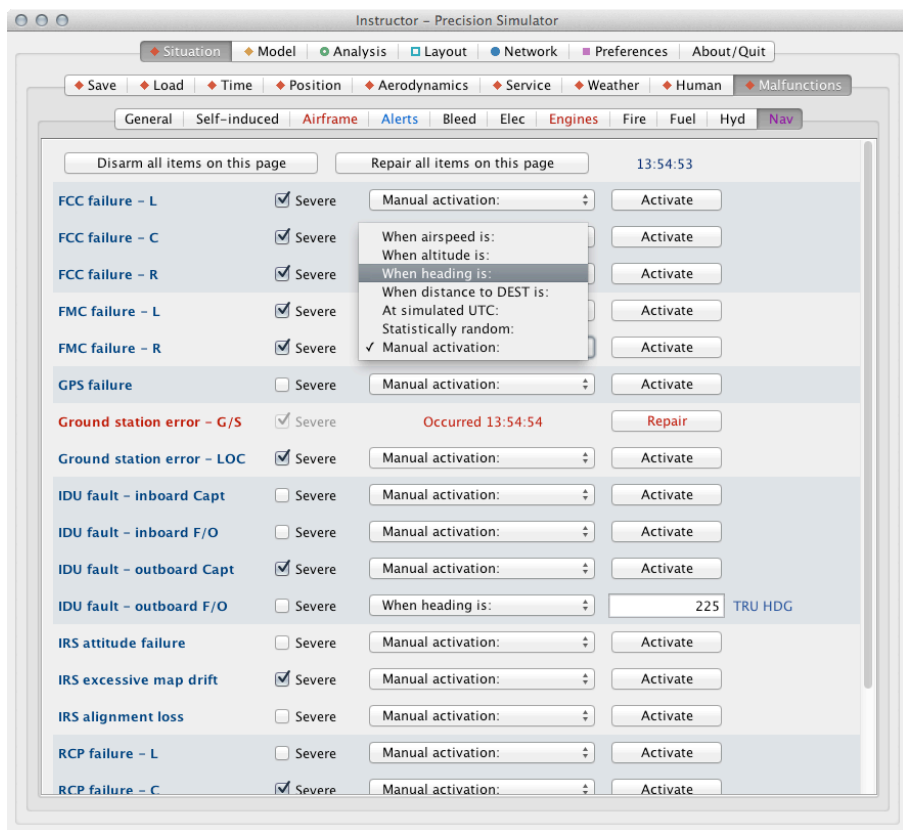 Instructor – Precision Simulator
Situation Model Analysis Layout Network Preferences About/Quit
Save Load Time Position Aerodynamics Service Weather Human Malfunctions
General Self-induced Airframe Alerts Bleed Elec Engines Fire Fuel Hyd Nav
Disarm all items on this page Repair all items on this page 13:54:53
FCC failure – L Severe Manual activation: Activate
FCC failure – C Severe When airspeed is: Activate
When altitude is:
FCC failure – R Severe When heading is: Activate
When distance to DEST is:
FMC failure – L Severe At simulated UTC: Activate
Statistically random:
FMC failure – R Severe Manual activation: Activate
GPS failure Severe Manual activation: Activate
Ground station error – G/S Severe Occurred 13:54:54 Repair
Ground station error – LOC Severe Manual activation: Activate
IDU fault – inboard Capt Severe Manual activation: Activate
IDU fault – inboard F/O Severe Manual activation: Activate
IDU fault – outboard Capt Severe Manual activation: Activate
IDU fault – outboard F/O Severe When heading is: 225 TRU HDG
IRS attitude failure Severe Manual activation: Activate
IRS excessive map drift Severe Manual activation: Activate
IRS alignment loss Severe Manual activation: Activate
RCP failure – L Severe Manual activation: Activate
RCP failure – C Severe Manual activation: Activate